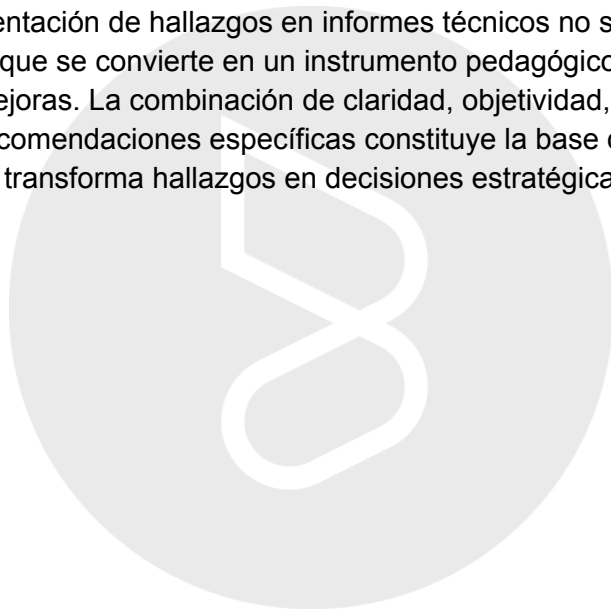 entación de hallazgos en informes técnicos no s
que se convierte en un instrumento pedagógico
ejoras. La combinación de claridad, objetividad,
comendaciones específicas constituye la base
transforma hallazgos en decisiones estratégica